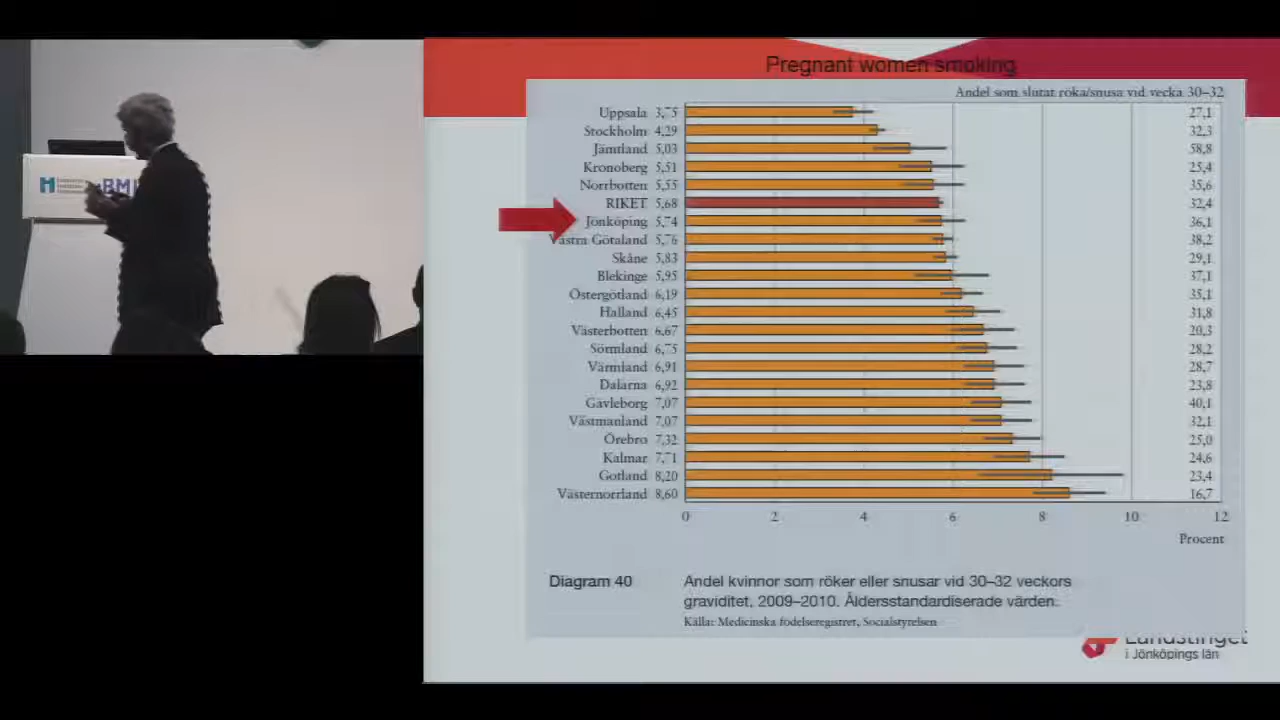 BMJ
Pregnant women smoking
Andel som slutat röka/snusa vid vecka 30–32
Uppsala 3,75 27,1
Stockholm 4,29 32,3
Jämtland 5,03 58,8
Kronoberg 5,51 25,4
Norrbotten 5,55 35,6
RIKET 5,68 32,4
Jönköping 5,74 36,1
Västra Götaland 5,76 38,2
Skåne 5,83 29,1
Blekinge 5,95 37,1
Östergötland 6,19 35,1
Halland 6,45 31,8
Västerbotten 6,67 20,3
Sörmland 6,75 28,2
Värmland 6,91 28,7
Dalarna 6,92 23,8
Gävleborg 7,07 40,1
Västmanland 7,07 32,1
Örebro 7,32 25,0
Kalmar 7,71 24,6
Gotland 8,20 23,4
Västernorrland 8,60 16,7
0 2 4 6 8 10 12
Procent
Diagram 40 Andel kvinnor som röker eller snusar vid 30–32 veckors
graviditet, 2009–2010. Åldersstandardiserade värden.
Källa: Medicinska födelseregistret, Socialstyrelsen
Landstinget
i Jönköpings län